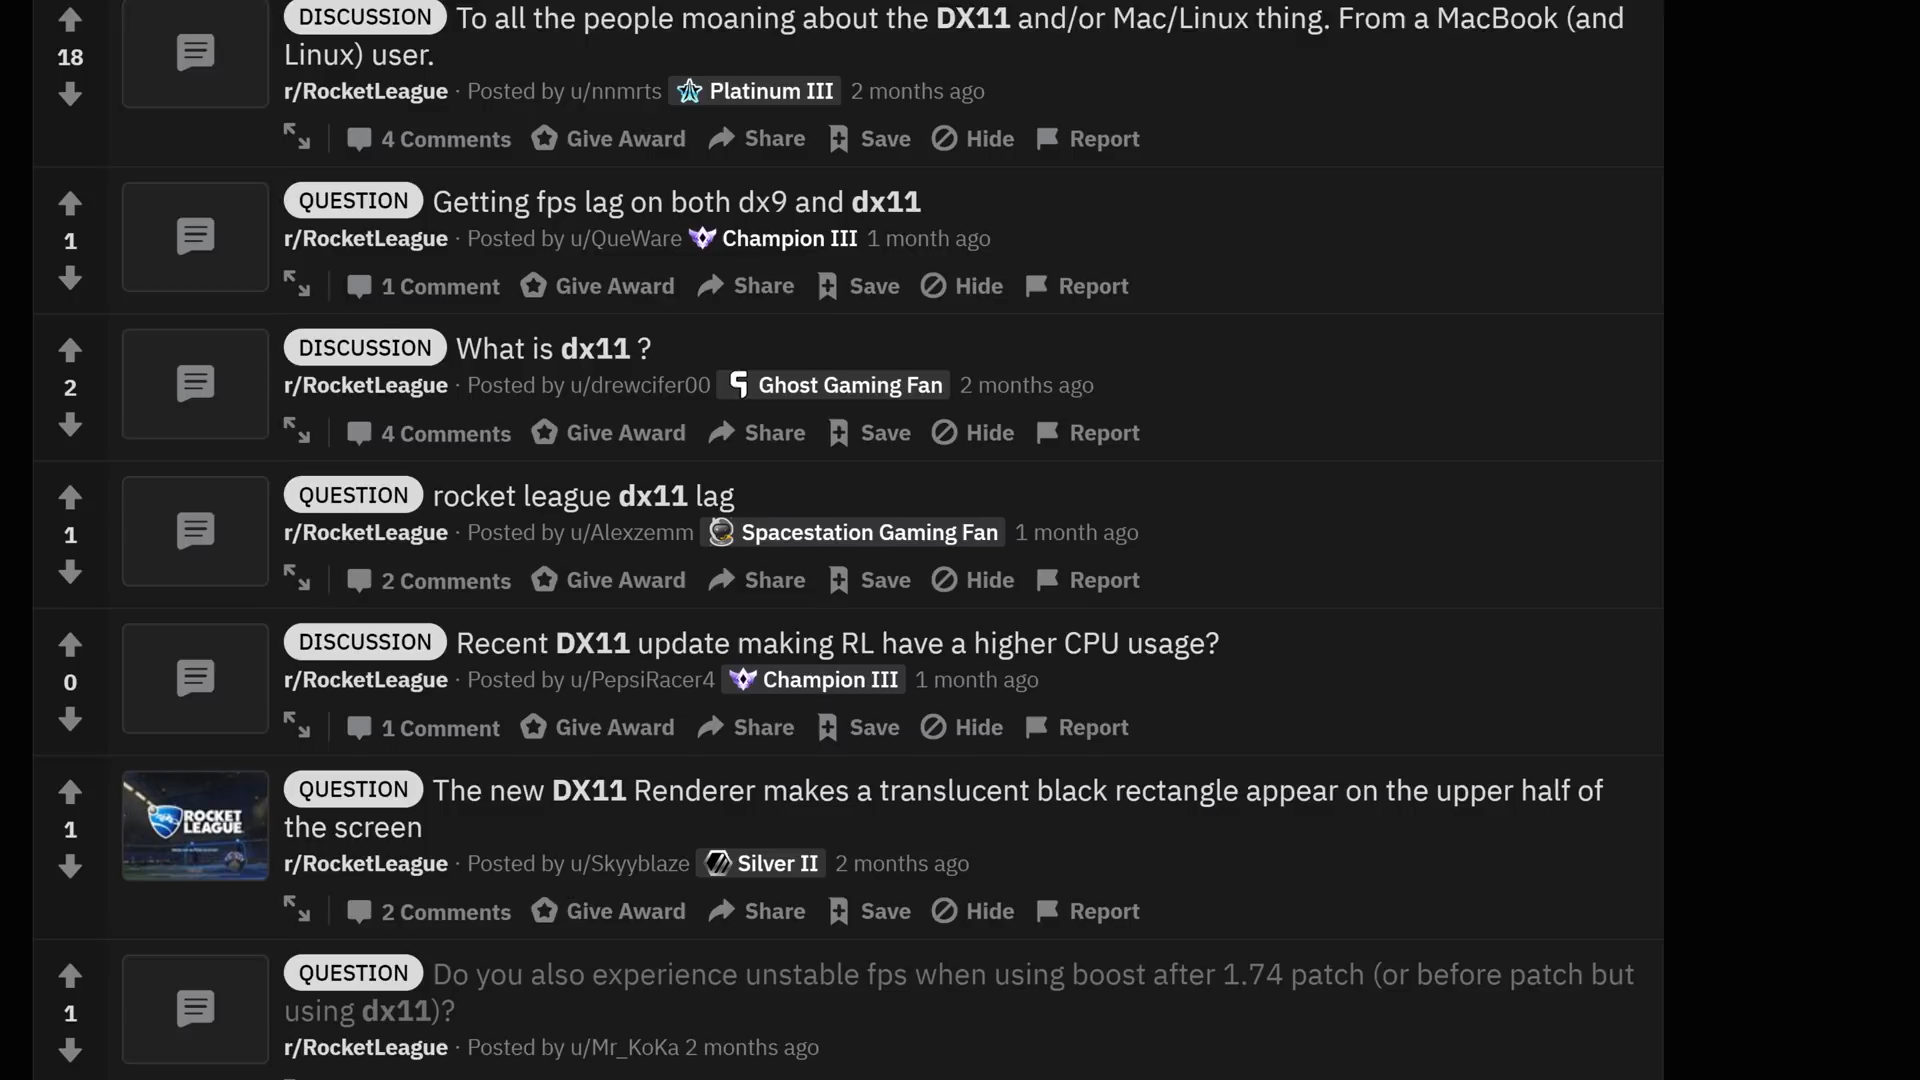 DISCUSSION To all the people moaning about the DX11 and/or Mac/Linux thing. From a MacBook (and
18
Linux) user.
r/RocketLeague · Posted by u/nnmrts Platinum III 2 months ago
4 Comments Give Award Share Save Hide Report
QUESTION Getting fps lag on both dx9 and dx11
1
r/RocketLeague · Posted by u/QueWare Champion III 1 month ago
1 Comment Give Award Share Save Hide Report
DISCUSSION What is dx11 ?
2
r/RocketLeague · Posted by u/drewcifer00 Ghost Gaming Fan 2 months ago
4 Comments Give Award Share Save Hide Report
QUESTION rocket league dx11 lag
1
r/RocketLeague · Posted by u/Alexzemm Spacestation Gaming Fan 1 month ago
2 Comments Give Award Share Save Hide Report
DISCUSSION Recent DX11 update making RL have a higher CPU usage?
0
r/RocketLeague · Posted by u/PepsiRacer4 Champion III 1 month ago
1 Comment Give Award Share Save Hide Report
QUESTION The new DX11 Renderer makes a translucent black rectangle appear on the upper half of
1
ROCKET
LEAGUE
the screen
r/RocketLeague · Posted by u/Skyyblaze Silver II 2 months ago
2 Comments Give Award Share Save Hide Report
QUESTION Do you also experience unstable fps when using boost after 1.74 patch (or before patch but
1
using dx11)?
r/RocketLeague · Posted by u/Mr_KoKa 2 months ago